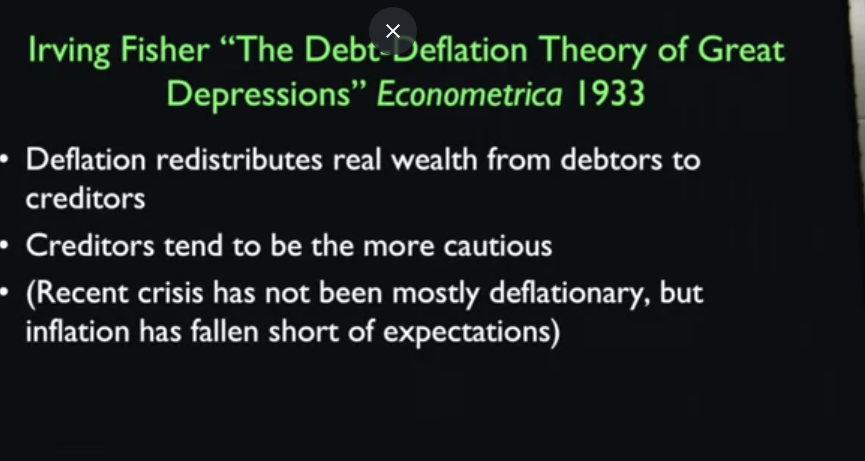 Irving Fisher “The Debt-Deflation Theory of Great
Depressions” Econometrica 1933
• Deflation redistributes real wealth from debtors to
creditors
• Creditors tend to be the more cautious
• (Recent crisis has not been mostly deflationary, but
inflation has fallen short of expectations)